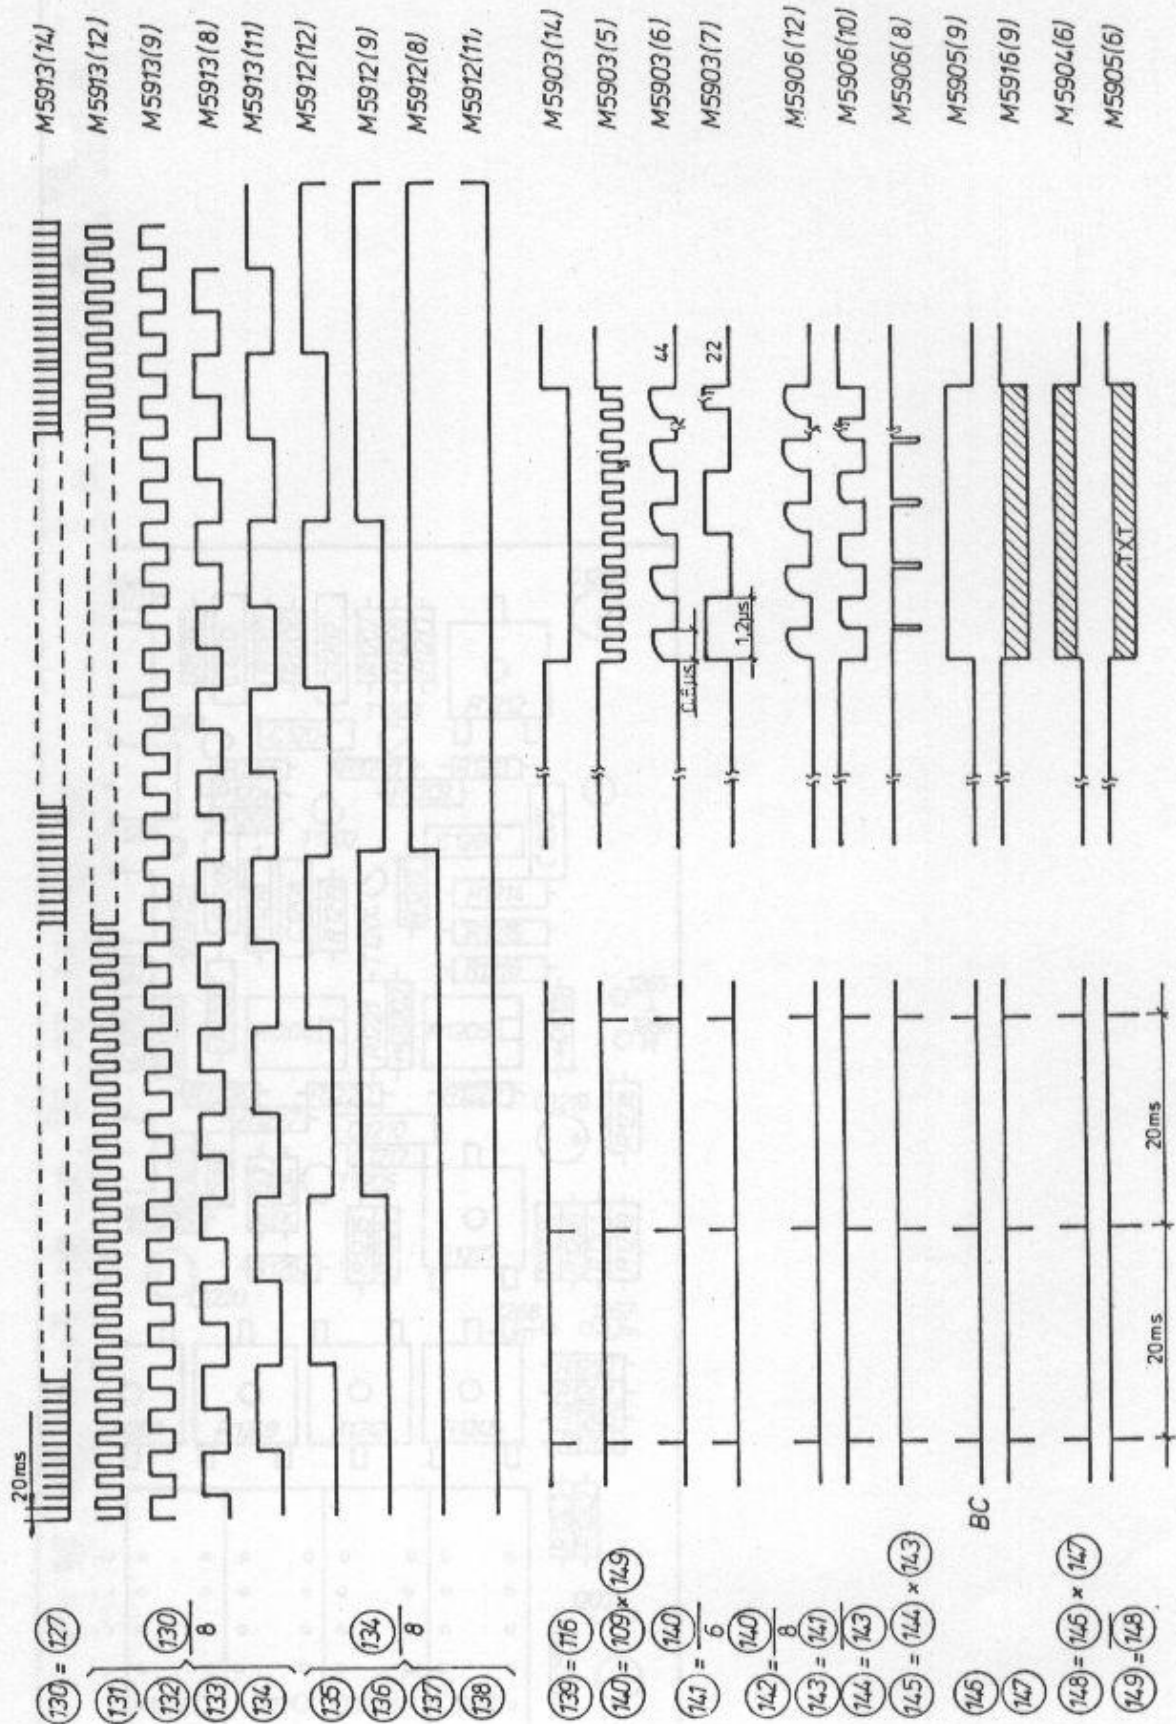 20ms
130 = 127 M5913(14)
131 M5913(12)
132 130/8 M5913(9)
133 M5913(8)
134 M5913(11)
135 M5912(12)
136 134/8 M5912(9)
137 M5912(8)
138 M5912(11,
139 = 116 M5903(14)
140 = 109 × 149 M5903(5)
141 = 140/6 44 M5903(6)
142 = 140/8 1,2µs 22 M5903(7)
143 = 141 M5906(12)
144 = 143 M5906(10)
145 = 144 × 143 M5906(8)
146 BC M5905(9)
147 M5916(9)
148 = 146 × 147 M5904(6)
149 = 148 TXT M5905(6)
20ms 20ms